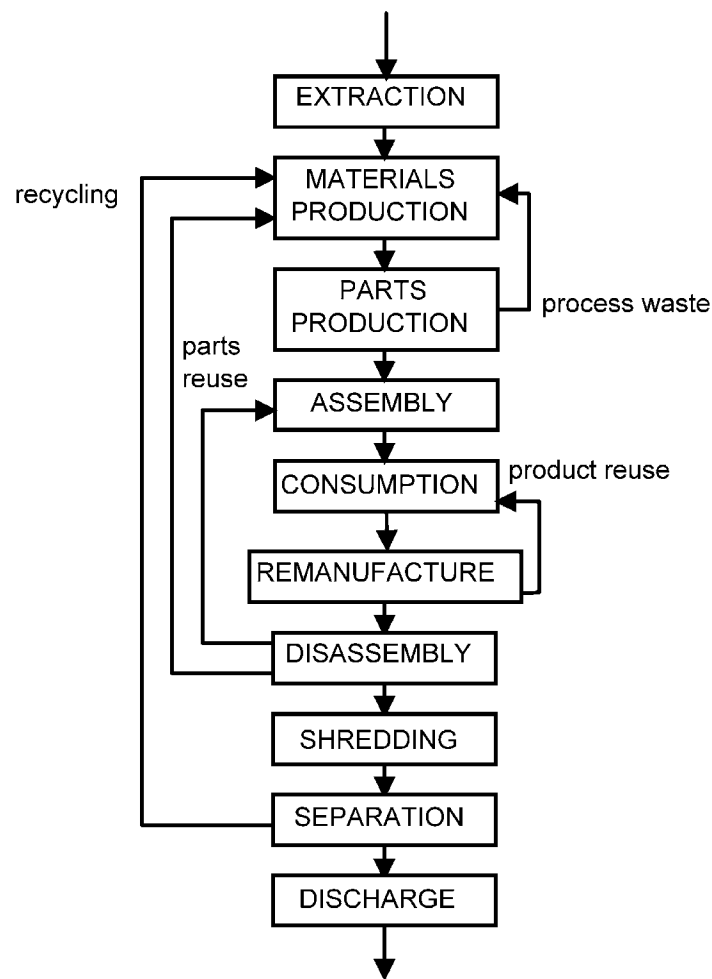 EXTRACTION
recycling
MATERIALS
PRODUCTION
PARTS
PRODUCTION
process waste
parts
reuse
ASSEMBLY
product reuse
CONSUMPTION
REMANUFACTURE
DISASSEMBLY
SHREDDING
SEPARATION
DISCHARGE